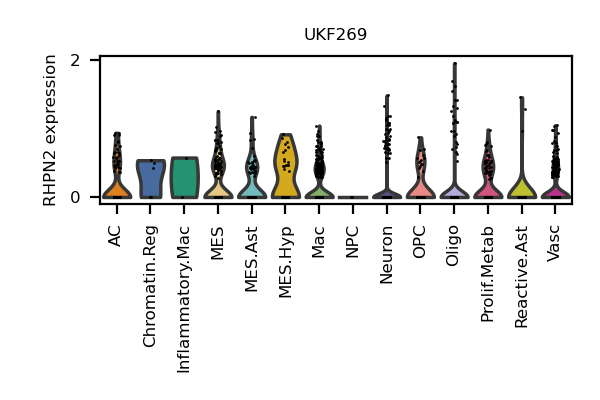 UKF269
RHPN2 expression
2
0
AC
Chromatin.Reg
Inflammatory.Mac
MES
MES.Ast
MES.Hyp
Mac
NPC
Neuron
OPC
Oligo
Prolif.Metab
Reactive.Ast
Vasc